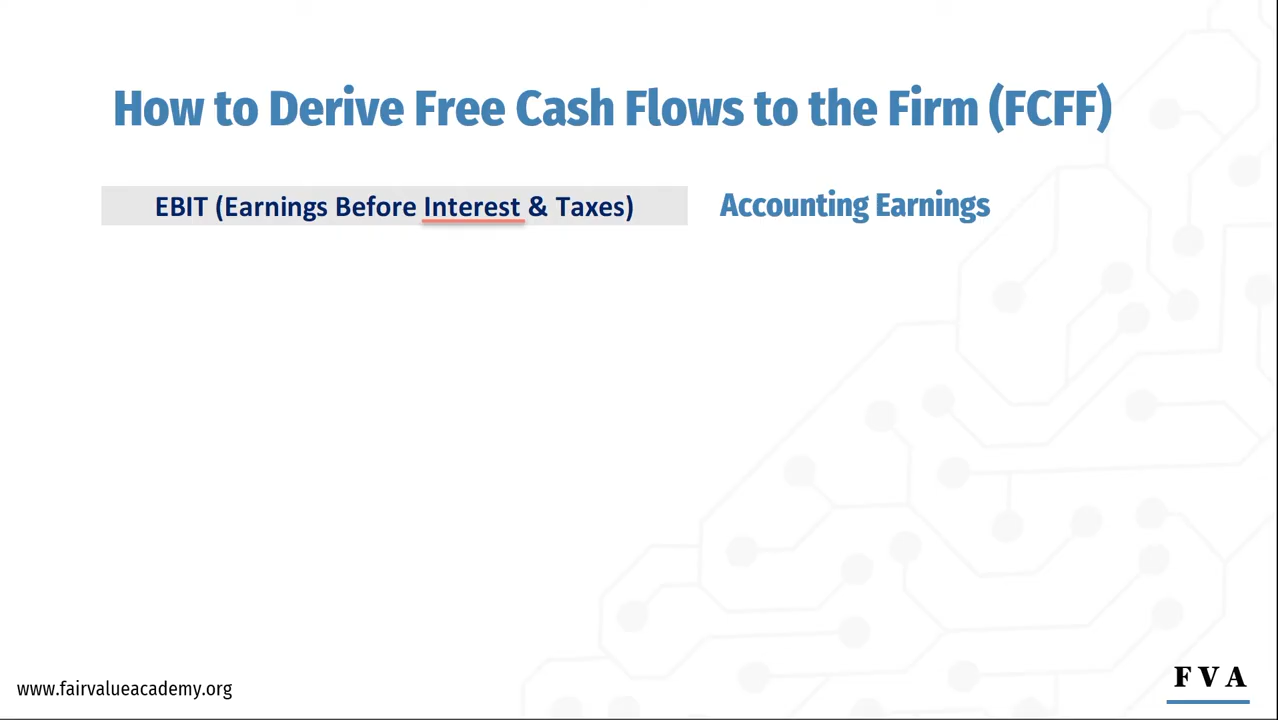 How to Derive Free Cash Flows to the Firm (FCFF)
EBIT (Earnings Before Interest & Taxes)
Accounting Earnings
www.fairvalueacademy.org
FVA